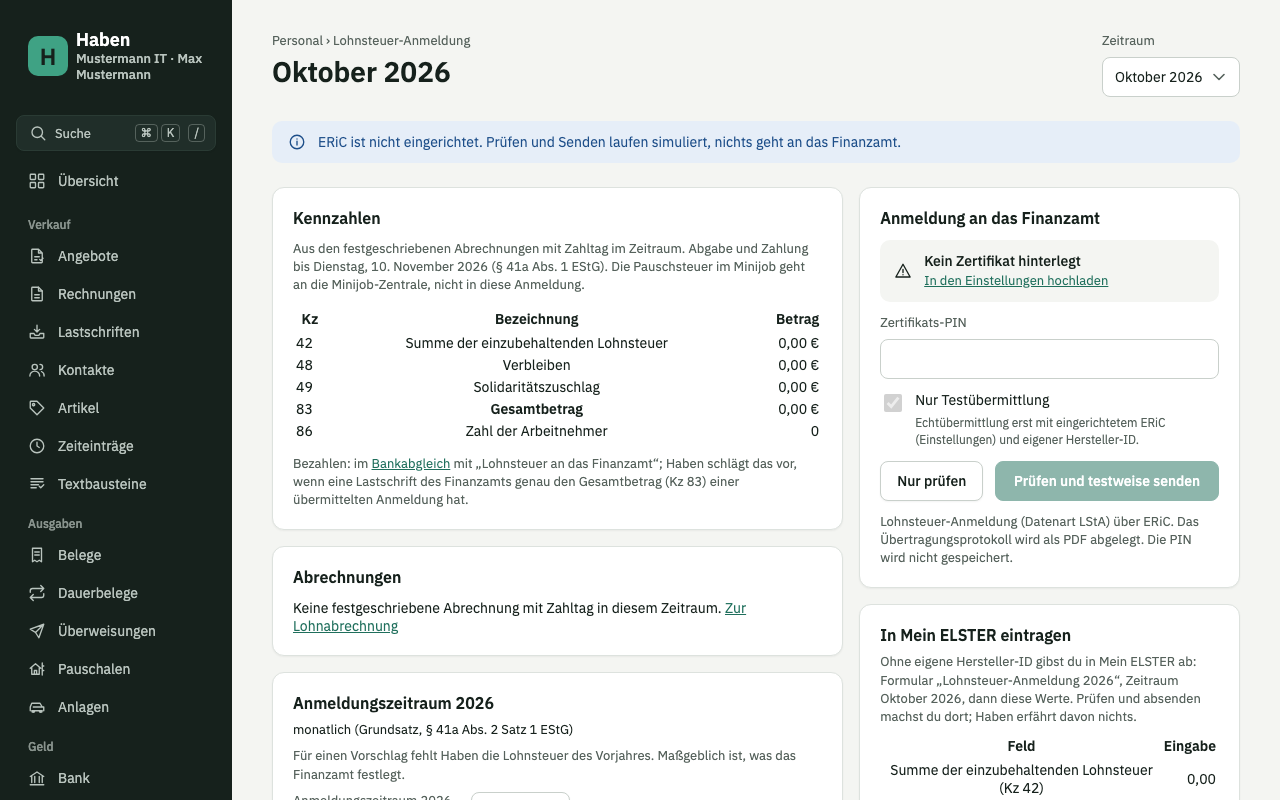 H
Haben
Mustermann IT · Max
Mustermann
Suche
⌘ K /
Übersicht
Verkauf
Angebote
Rechnungen
Lastschriften
Kontakte
Artikel
Zeiteinträge
Textbausteine
Ausgaben
Belege
Dauerbelege
Überweisungen
Pauschalen
Anlagen
Geld
Bank
Personal › Lohnsteuer-Anmeldung
Oktober 2026
Zeitraum
Oktober 2026
ERiC ist nicht eingerichtet. Prüfen und Senden laufen simuliert, nichts geht an das Finanzamt.
Kennzahlen
Aus den festgeschriebenen Abrechnungen mit Zahltag im Zeitraum. Abgabe und Zahlung
bis Dienstag, 10. November 2026 (§ 41a Abs. 1 EStG). Die Pauschsteuer im Minijob geht
an die Minijob-Zentrale, nicht in diese Anmeldung.
Kz Bezeichnung Betrag
42 Summe der einzubehaltenden Lohnsteuer 0,00 €
48 Verbleiben 0,00 €
49 Solidaritätszuschlag 0,00 €
83 Gesamtbetrag 0,00 €
86 Zahl der Arbeitnehmer 0
Bezahlen: im Bankabgleich mit „Lohnsteuer an das Finanzamt“; Haben schlägt das vor,
wenn eine Lastschrift des Finanzamts genau den Gesamtbetrag (Kz 83) einer
übermittelten Anmeldung hat.
Abrechnungen
Keine festgeschriebene Abrechnung mit Zahltag in diesem Zeitraum. Zur
Lohnabrechnung
Anmeldungszeitraum 2026
monatlich (Grundsatz, § 41a Abs. 2 Satz 1 EStG)
Für einen Vorschlag fehlt Haben die Lohnsteuer des Vorjahres. Maßgeblich ist, was das
Finanzamt festlegt.
Anmeldungszeitraum 2026
Anmeldung an das Finanzamt
Kein Zertifikat hinterlegt
In den Einstellungen hochladen
Zertifikats-PIN
Nur Testübermittlung
Echtübermittlung erst mit eingerichtetem ERiC
(Einstellungen) und eigener Hersteller-ID.
Nur prüfen
Prüfen und testweise senden
Lohnsteuer-Anmeldung (Datenart LStA) über ERiC. Das
Übertragungsprotokoll wird als PDF abgelegt. Die PIN
wird nicht gespeichert.
In Mein ELSTER eintragen
Ohne eigene Hersteller-ID gibst du in Mein ELSTER ab:
Formular „Lohnsteuer-Anmeldung 2026“, Zeitraum
Oktober 2026, dann diese Werte. Prüfen und absenden
machst du dort; Haben erfährt davon nichts.
Feld Eingabe
Summe der einzubehaltenden Lohnsteuer
(Kz 42) 0,00